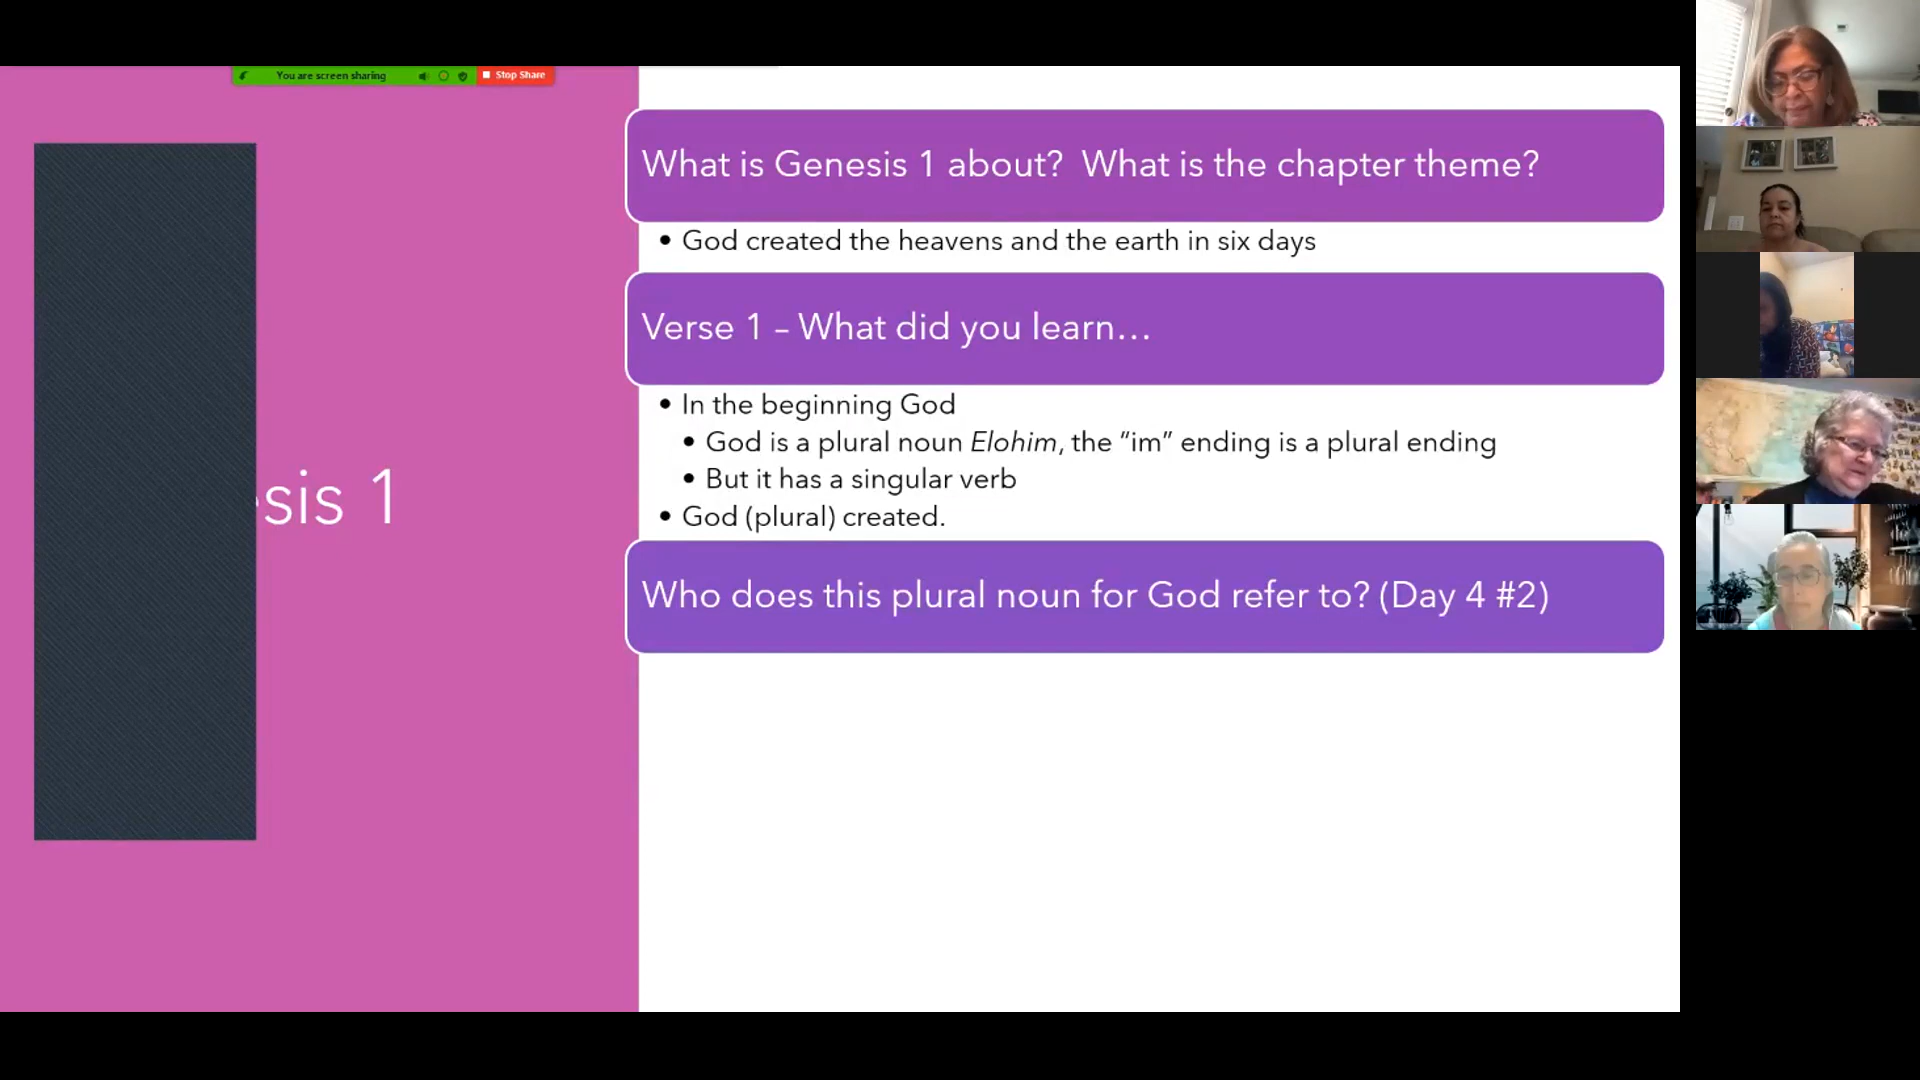 You are screen sharing
Stop Share
What is Genesis 1 about?  What is the chapter theme?
• God created the heavens and the earth in six days
Verse 1 – What did you learn…
• In the beginning God
• God is a plural noun Elohim, the “im” ending is a plural ending
• But it has a singular verb
• God (plural) created.
Who does this plural noun for God refer to? (Day 4 #2)
sis 1